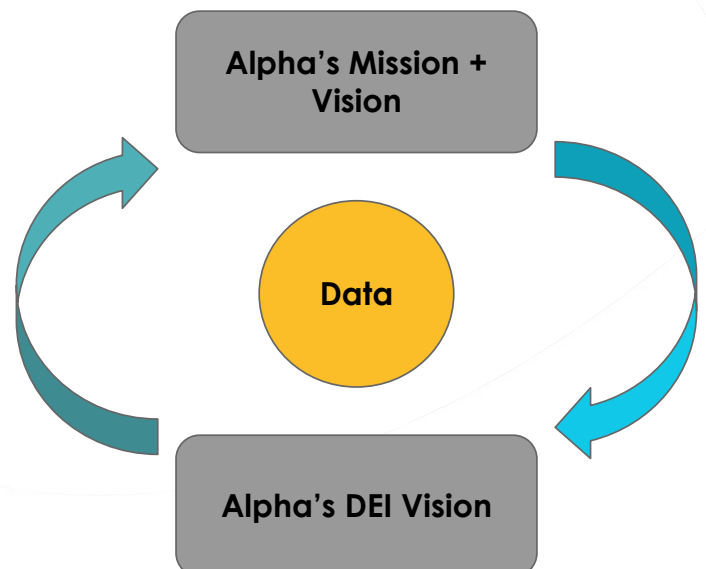 Alpha’s Mission +
Vision
Data
Alpha’s DEI Vision